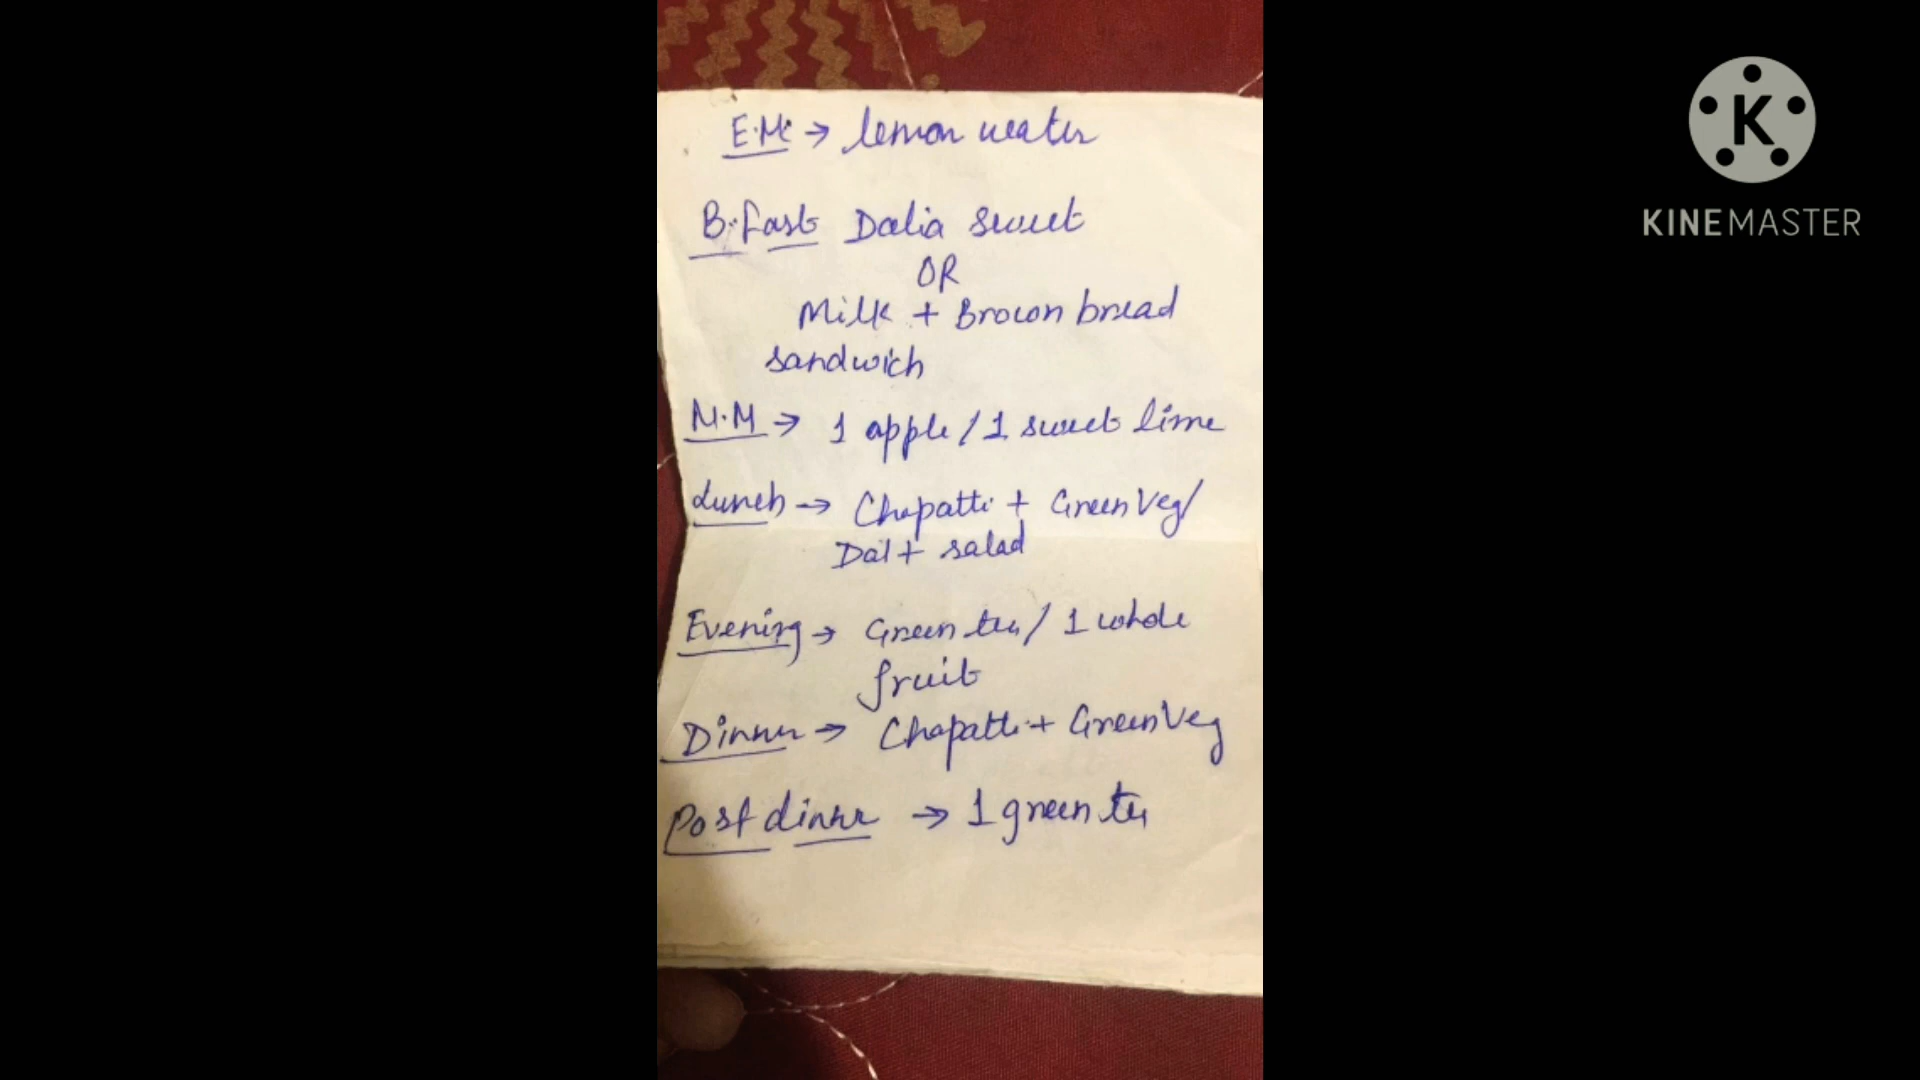 E.M. → lemon water
B.fast Dalia sweet
OR
Milk + Brown bread
sandwich
M.M → 1 apple / 1 sweet lime
Lunch → Chapatti + Green Veg/
Dal + salad
Evening → Green tea / 1 whole
fruit
Dinner → Chapatti + Green Veg
Post dinner → 1 green tea
K
KINEMASTER